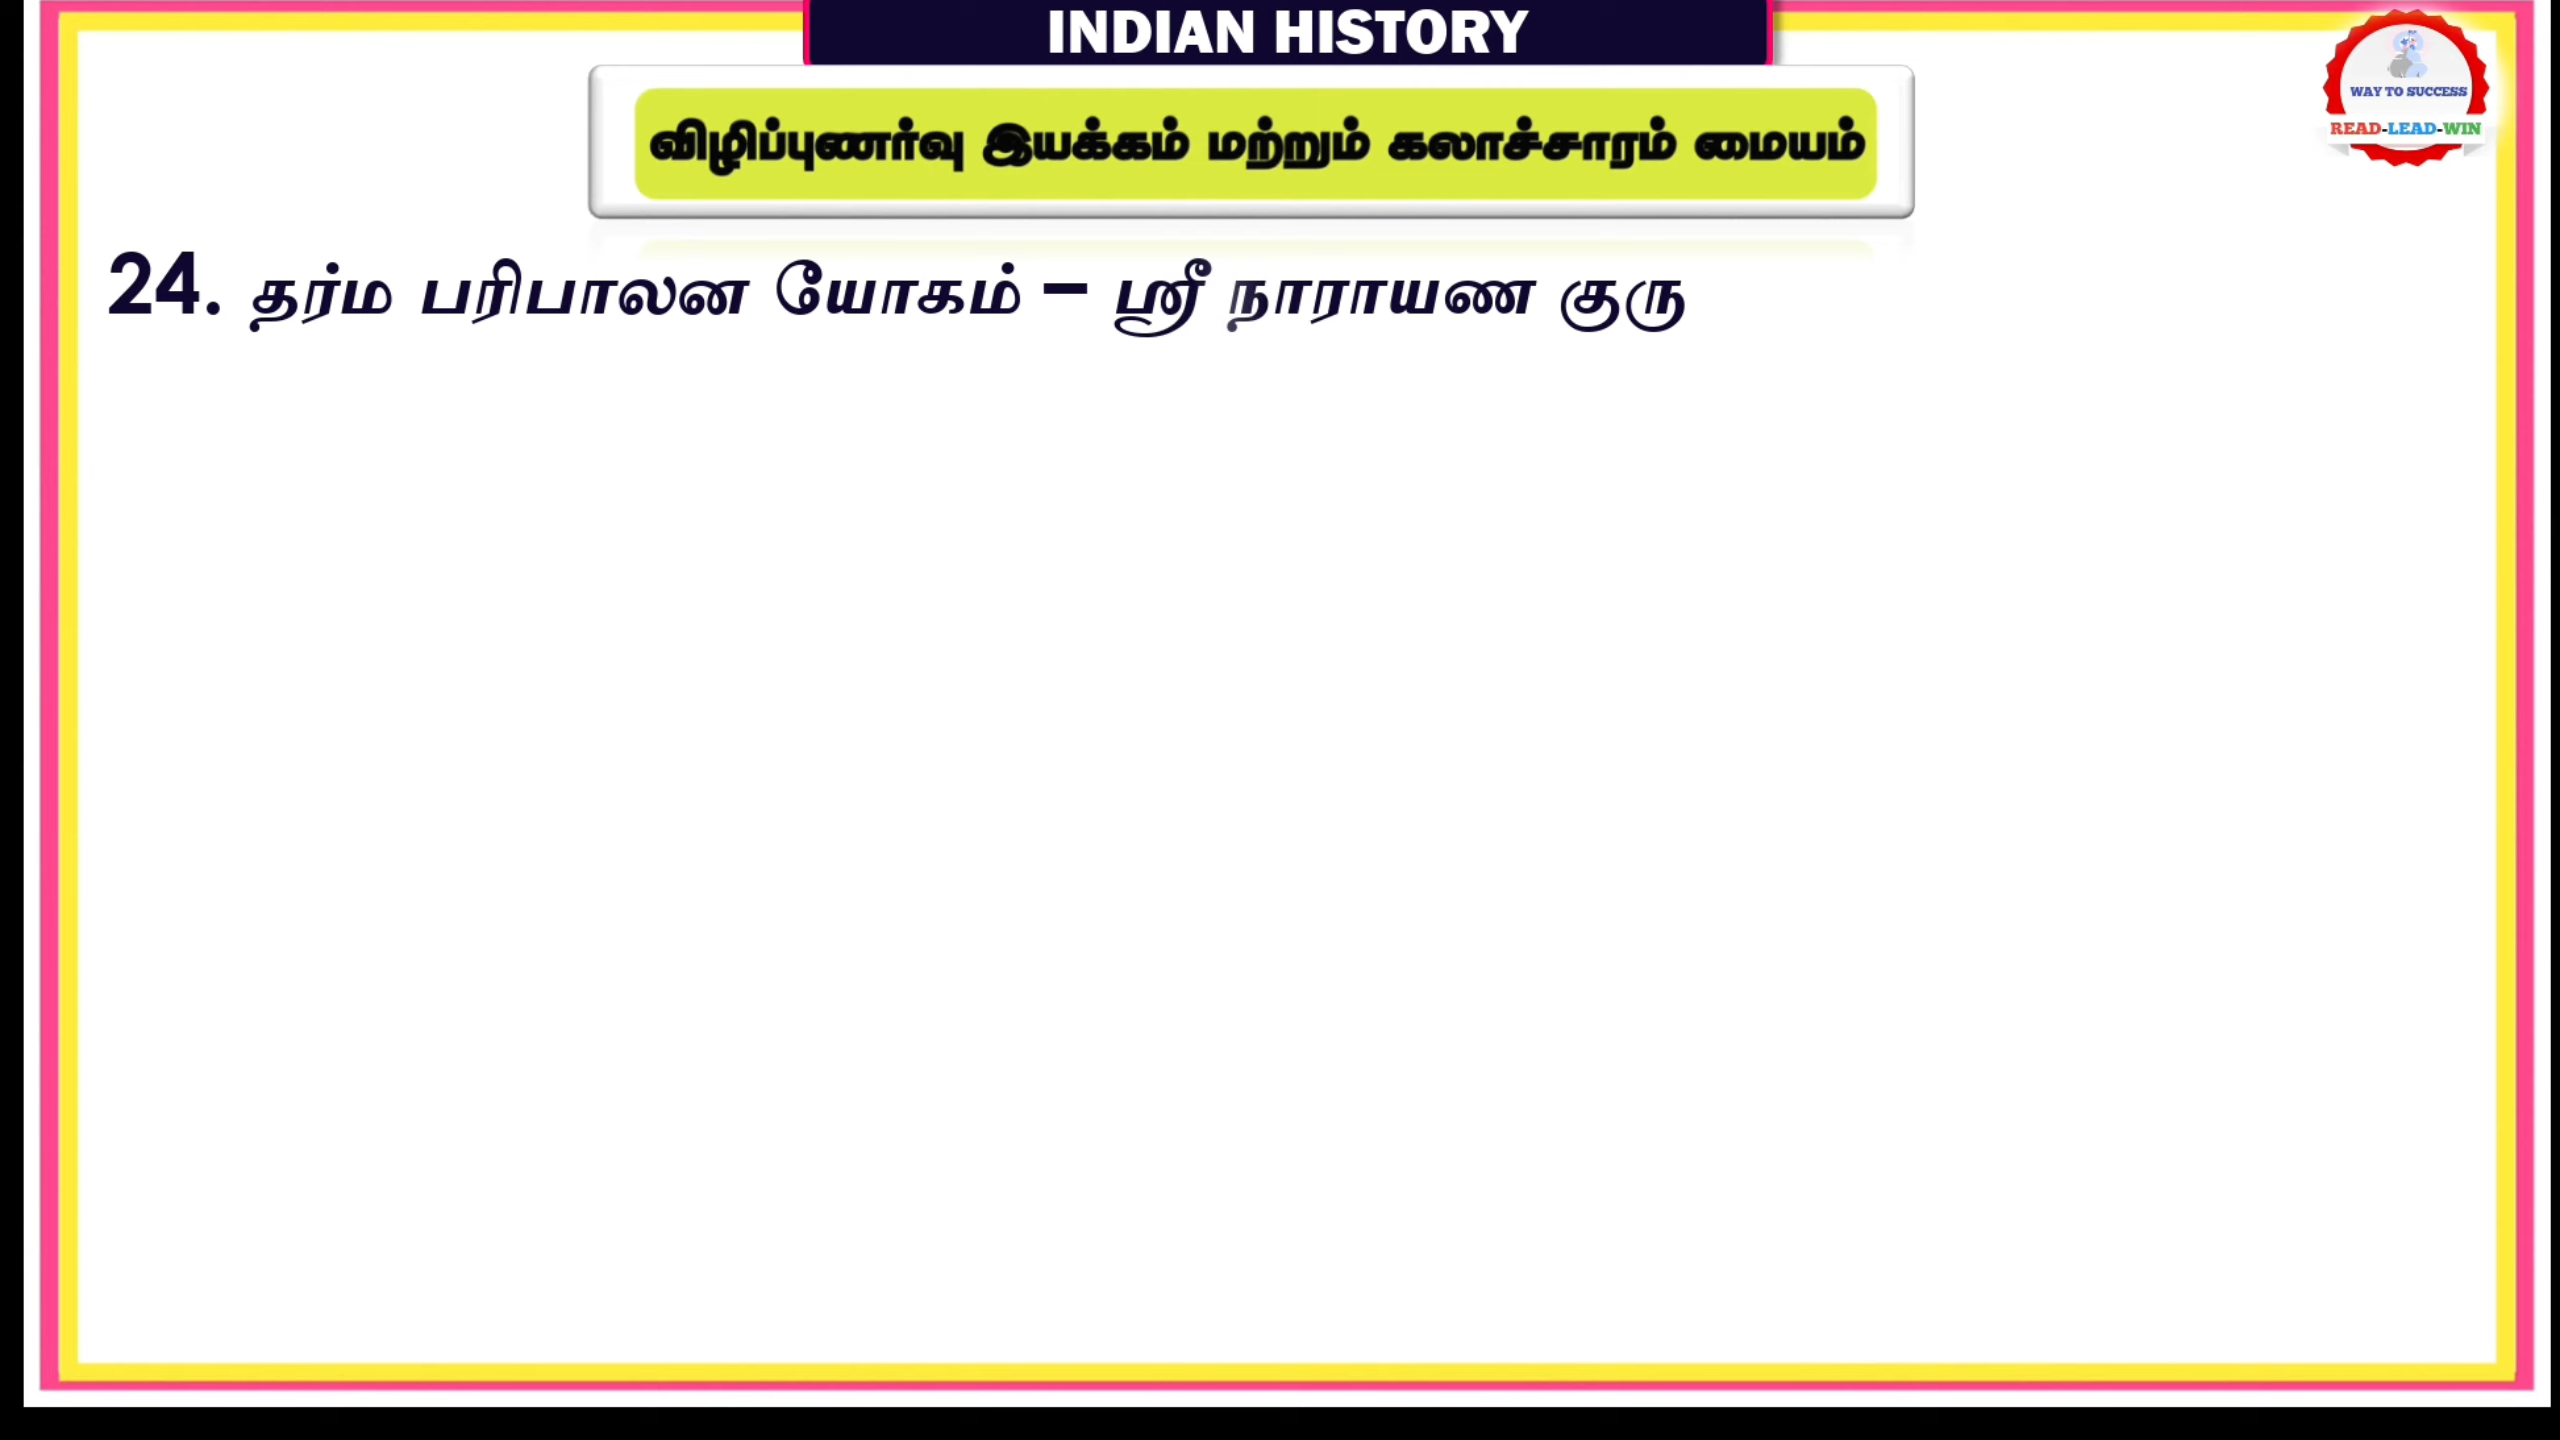 INDIAN HISTORY
விழிப்புணர்வு இயக்கம் மற்றும் கலாச்சாரம் மையம்
WAY TO SUCCESS
READ-LEAD-WIN
24. தர்ம பரிபாலன யோகம் – ஸ்ரீ நாராயண குரு